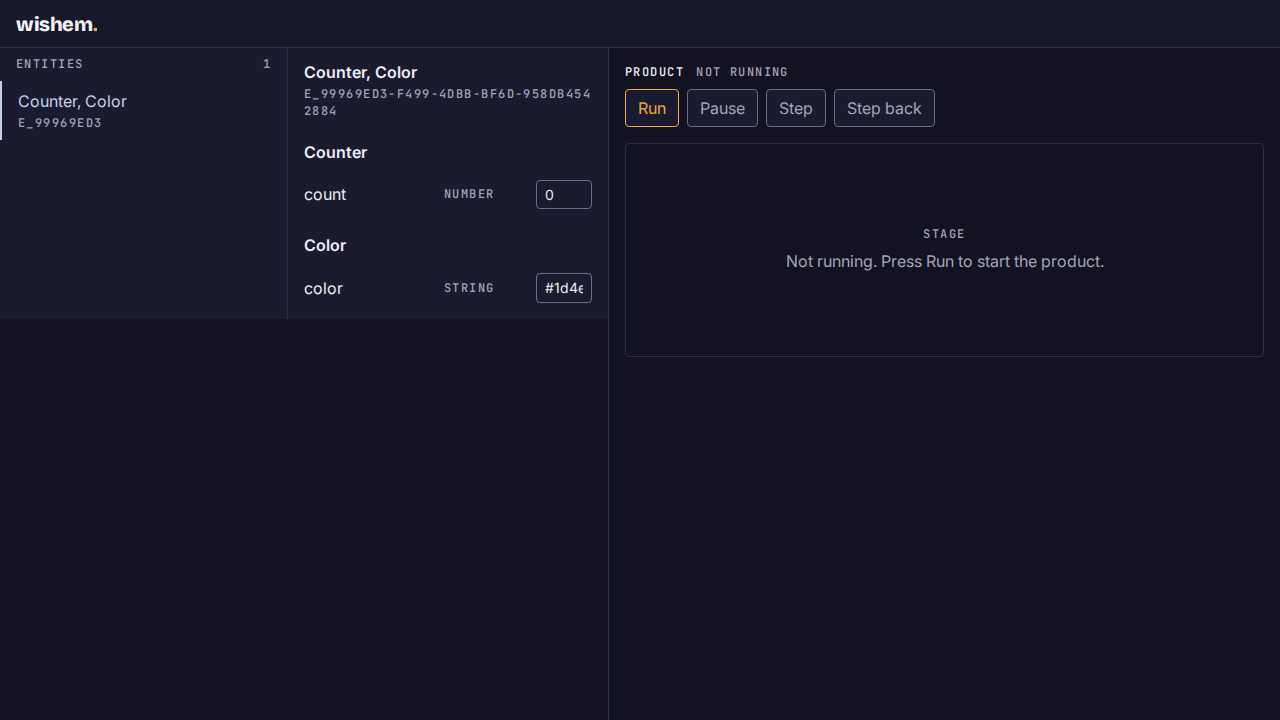 wishem.
ENTITIES 1
Counter, Color
E_99969ED3
Counter, Color
E_99969ED3-F499-4DBB-BF6D-958DB454
2884
Counter
count NUMBER 0
Color
color STRING #1d4e
PRODUCT NOT RUNNING
Run Pause Step Step back
STAGE
Not running. Press Run to start the product.